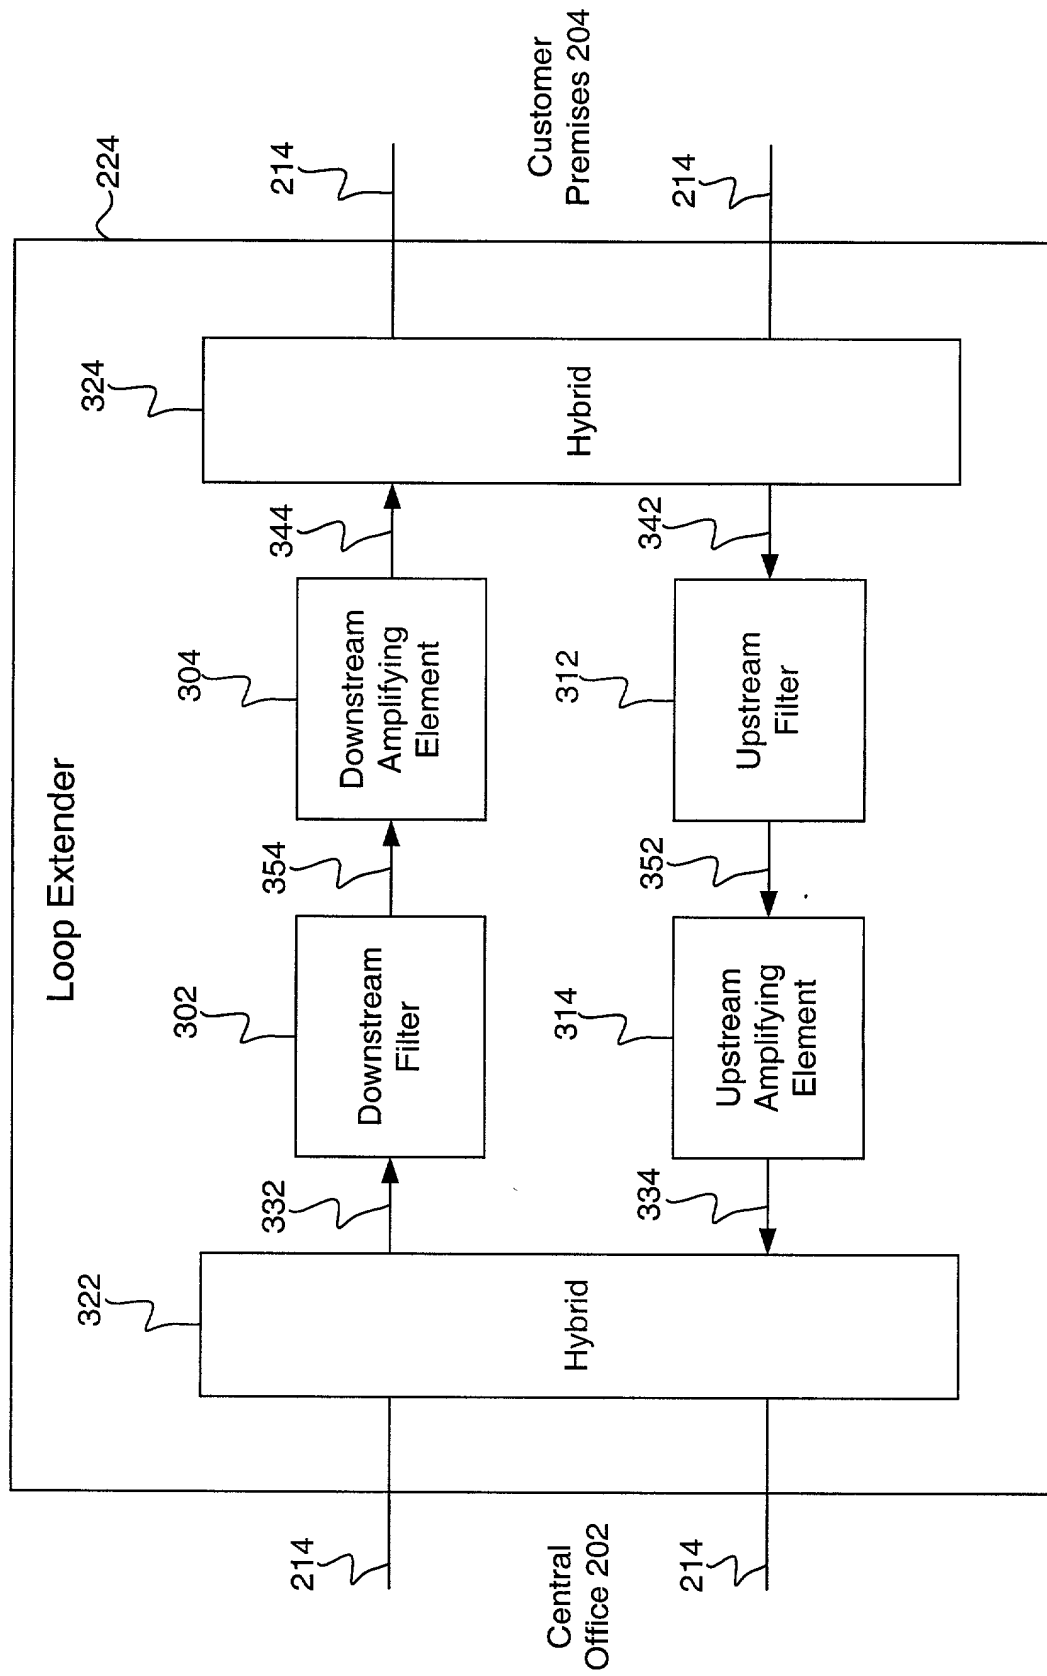 Loop Extender
224
322
332
302
354
304
344
324
214
214
Hybrid
Downstream
Filter
Downstream
Amplifying
Element
Hybrid
Central
Office 202
Customer
Premises 204
334
314
352
312
342
214
214
Upstream
Amplifying
Element
Upstream
Filter